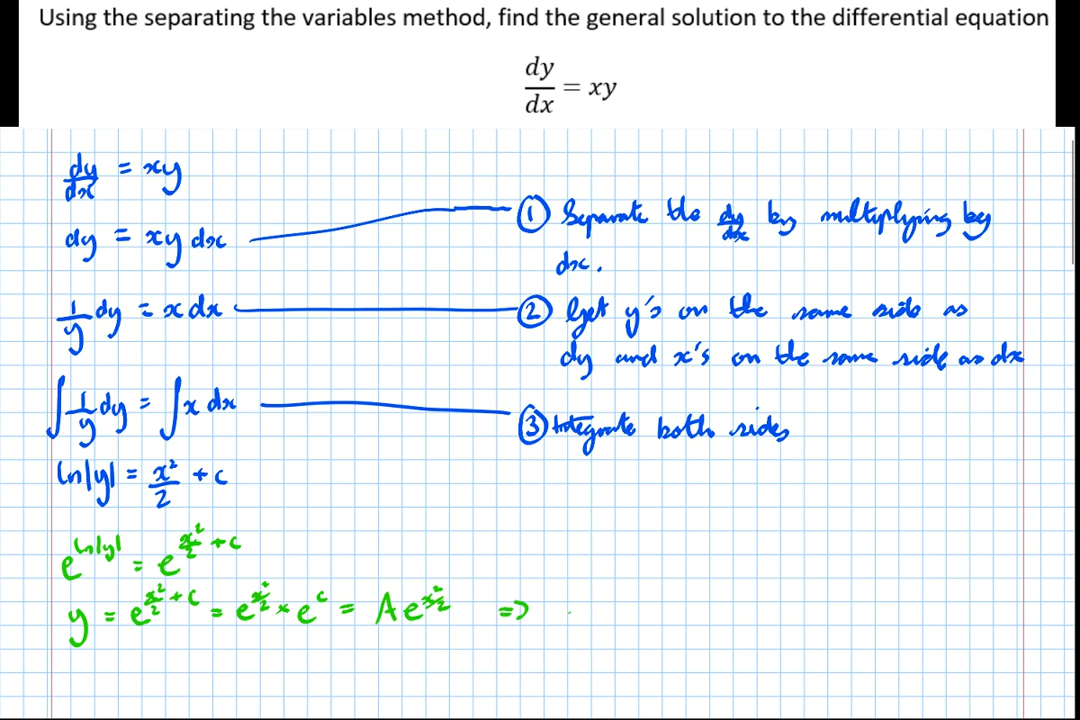 Using the separating the variables method, find the general solution to the differential equation
dy/dx = xy
dy/dx = xy
dy = xy dx
① Separate the dy/dx by multiplying by
dx.
1/y dy = x dx
② Get y's on the same side as
dy and x's on the same side as dx
∫ 1/y dy = ∫ x dx
③ Integrate both sides
ln|y| = x²/2 + c
e^(ln|y|) = e^(x²/2 + c)
y = e^(x²/2 + c) = e^(x²/2) × e^c = A e^(x²/2) ⇒